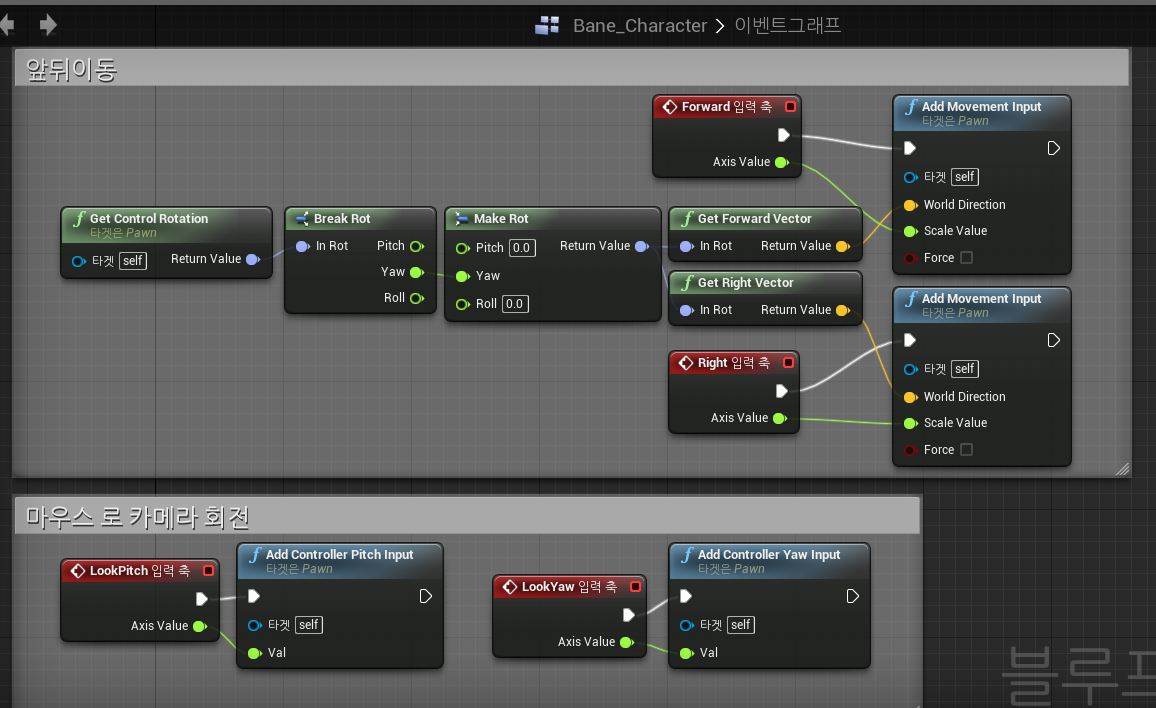 Bane_Character > 이벤트그래프
앞뒤이동
Forward 입력 축
Axis Value
Add Movement Input
타겟은 Pawn
타겟 self
World Direction
Scale Value
Force
Get Control Rotation
타겟은 Pawn
타겟 self Return Value
Break Rot
In Rot Pitch
Yaw
Roll
Make Rot
Pitch 0.0 Return Value
Yaw
Roll 0.0
Get Forward Vector
In Rot Return Value
Get Right Vector
In Rot Return Value
Right 입력 축
Axis Value
Add Movement Input
타겟은 Pawn
타겟 self
World Direction
Scale Value
Force
마우스 로 카메라 회전
LookPitch 입력 축
Axis Value
Add Controller Pitch Input
타겟은 Pawn
타겟 self
Val
LookYaw 입력 축
Axis Value
Add Controller Yaw Input
타겟은 Pawn
타겟 self
Val
블루프